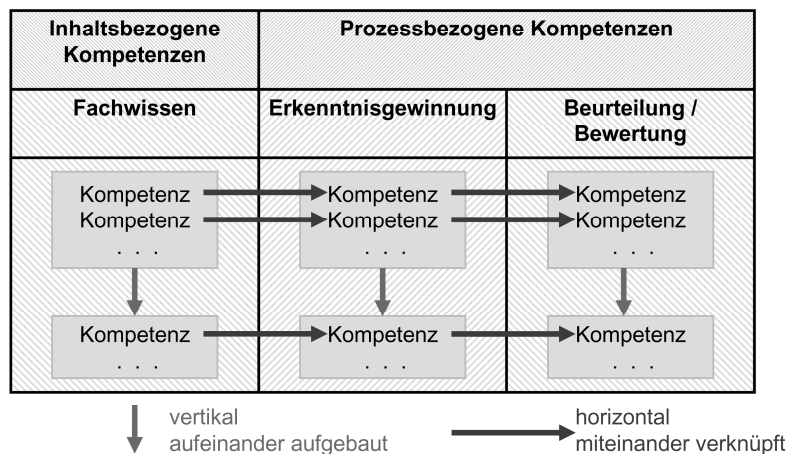 Inhaltsbezogene
Kompetenzen
Prozessbezogene Kompetenzen
Fachwissen
Erkenntnisgewinnung
Beurteilung /
Bewertung
Kompetenz
Kompetenz
. . .
Kompetenz
Kompetenz
. . .
Kompetenz
Kompetenz
. . .
Kompetenz
. . .
Kompetenz
. . .
Kompetenz
. . .
vertikal
aufeinander aufgebaut
horizontal
miteinander verknüpft